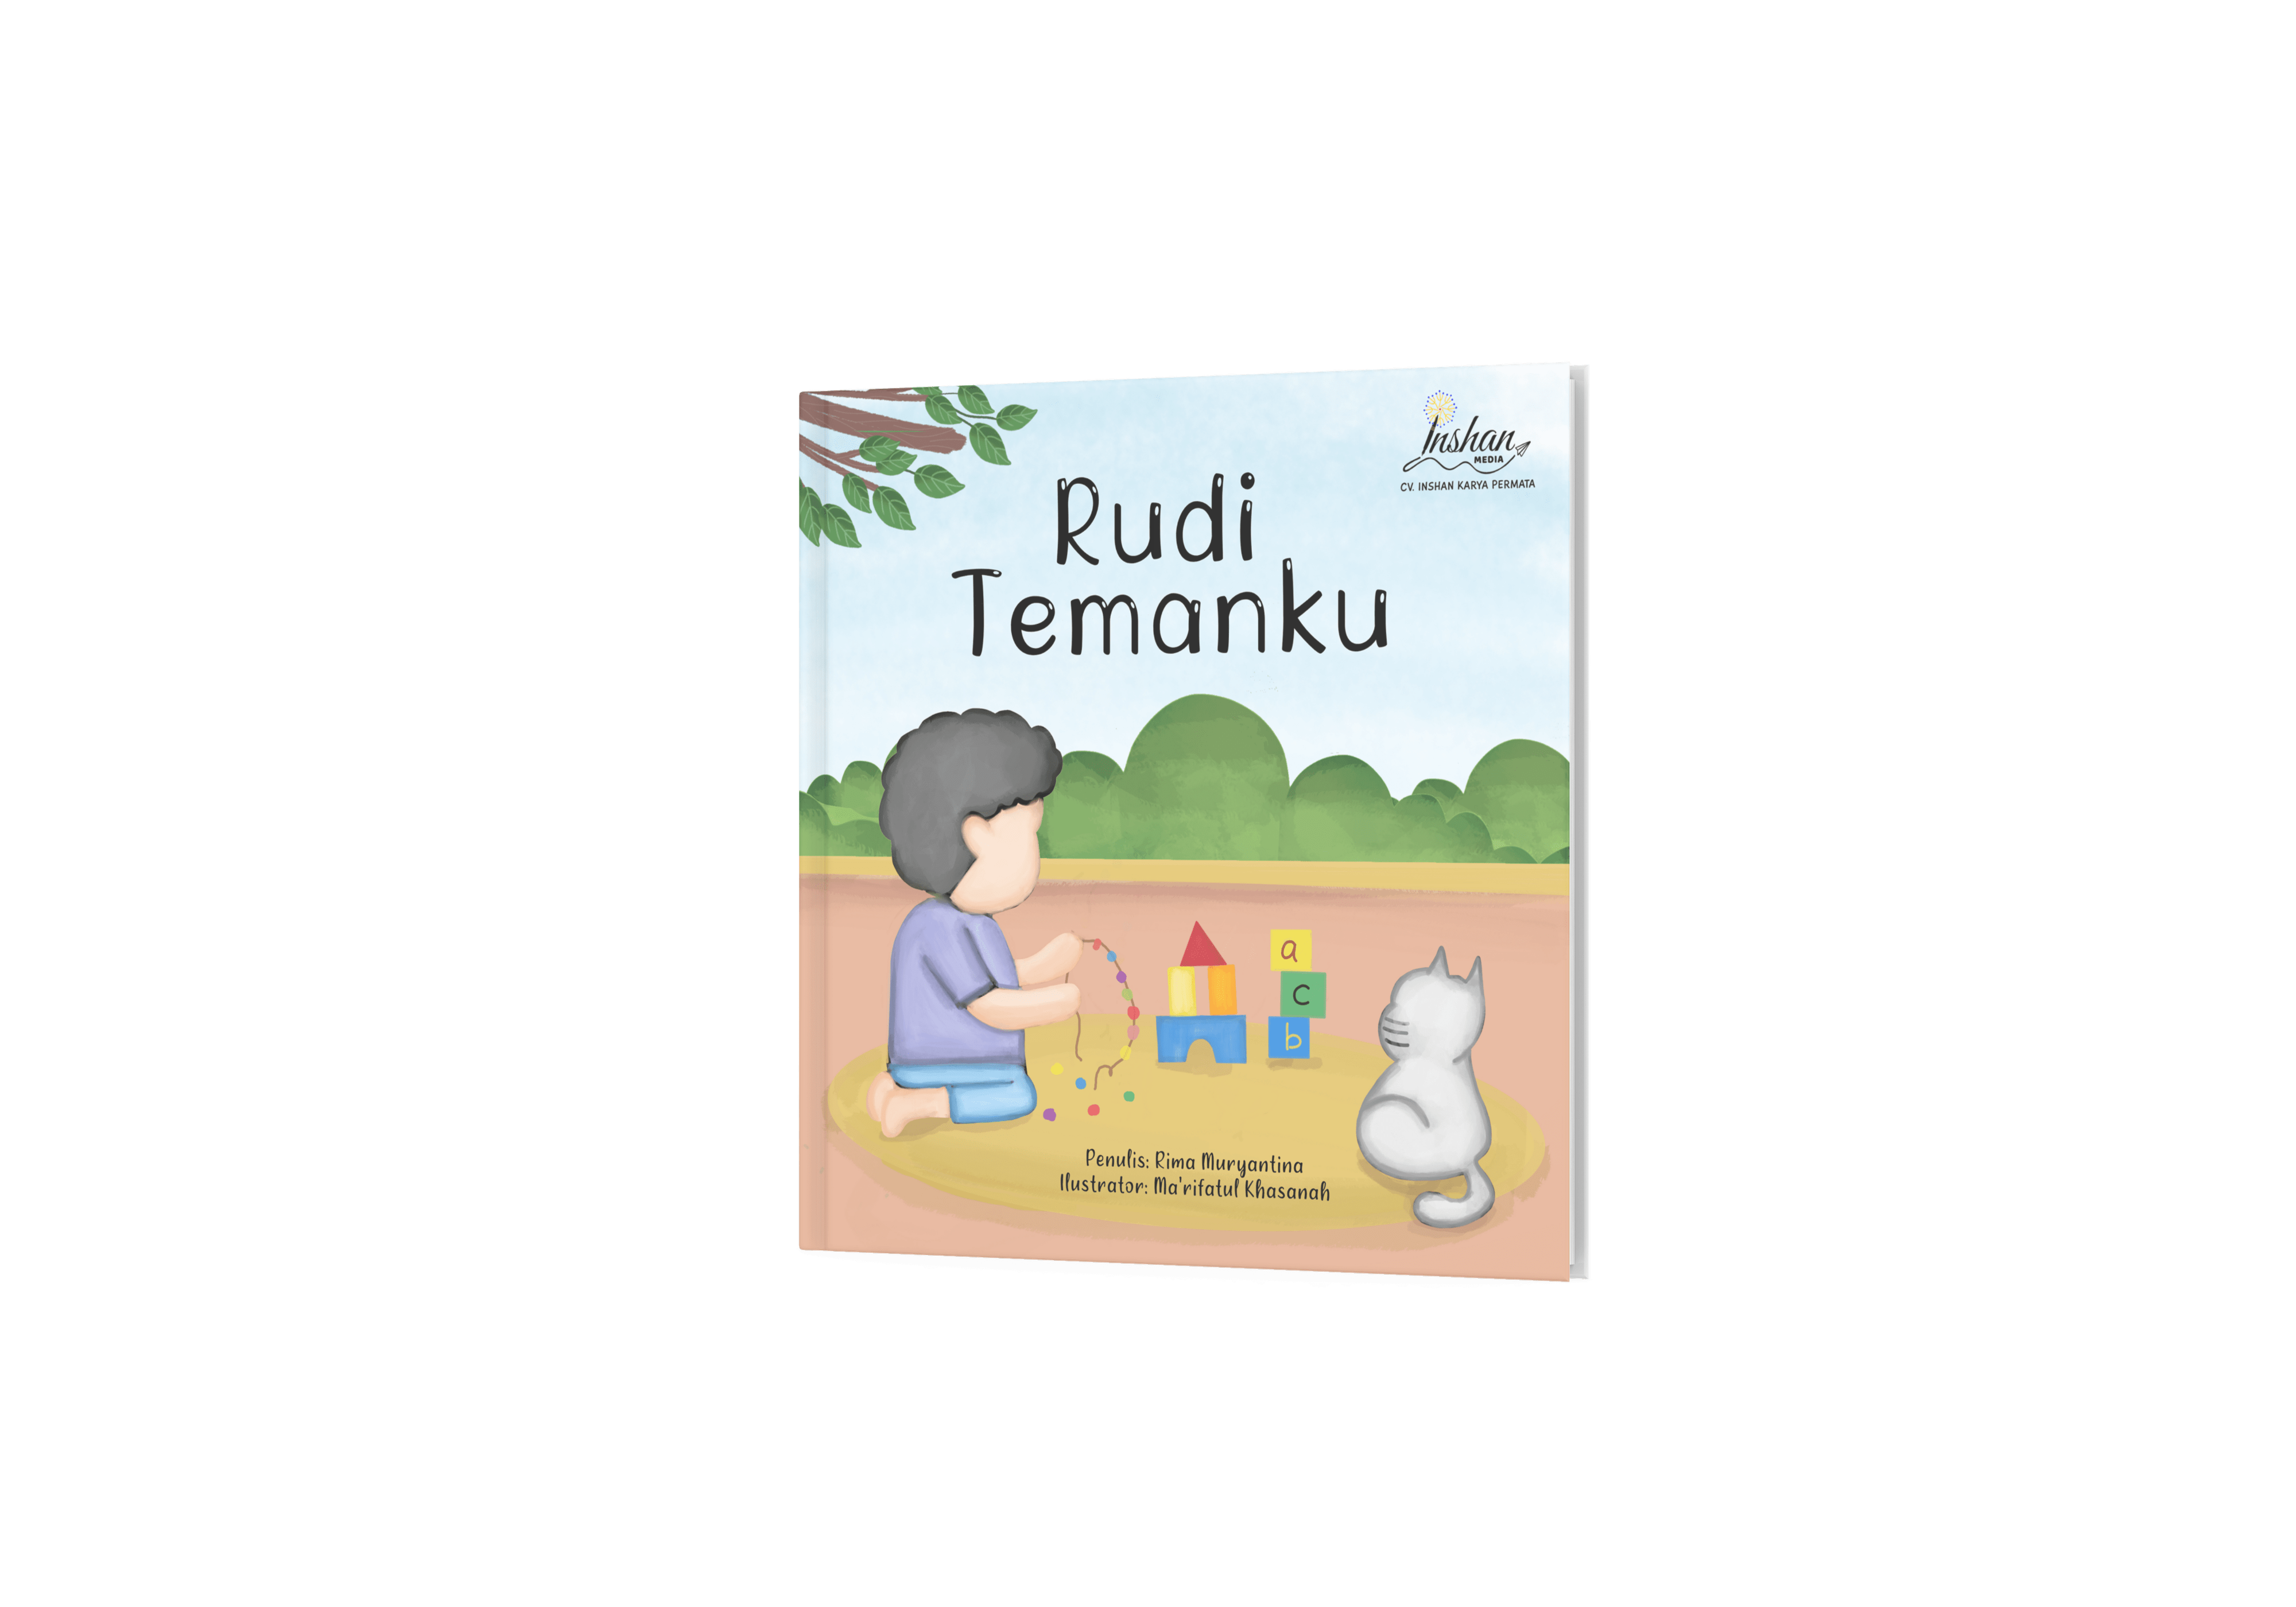 Inshan
MEDIA
CV. INSHAN KARYA PERMATA
Rudi
Temanku
a
c
b
Penulis: Rima Muryantina
Ilustrator: Ma'rifatul Khasanah